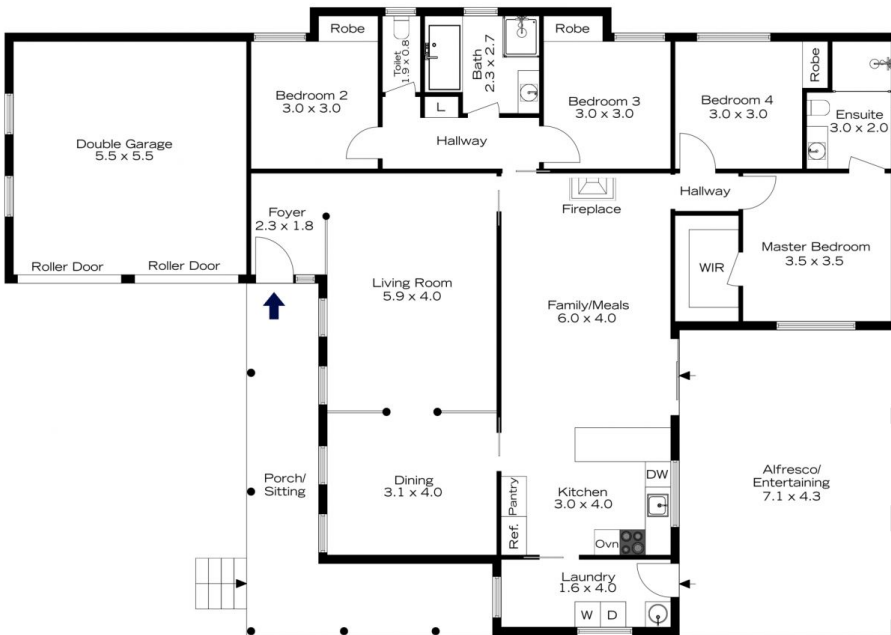 Robe
Toilet
1.9 x 0.8
Bath
2.3 x 2.7
Robe
Robe
Bedroom 2
3.0 x 3.0
L
Bedroom 3
3.0 x 3.0
Bedroom 4
3.0 x 3.0
Ensuite
3.0 x 2.0
Double Garage
5.5 x 5.5
Hallway
Hallway
Foyer
2.3 x 1.8
Fireplace
Roller Door
Roller Door
Living Room
5.9 x 4.0
Family/Meals
6.0 x 4.0
WIR
Master Bedroom
3.5 x 3.5
Porch/
Sitting
Dining
3.1 x 4.0
Pantry
Ref.
Kitchen
3.0 x 4.0
DW
Ovn
Alfresco/
Entertaining
7.1 x 4.3
Laundry
1.6 x 4.0
W
D